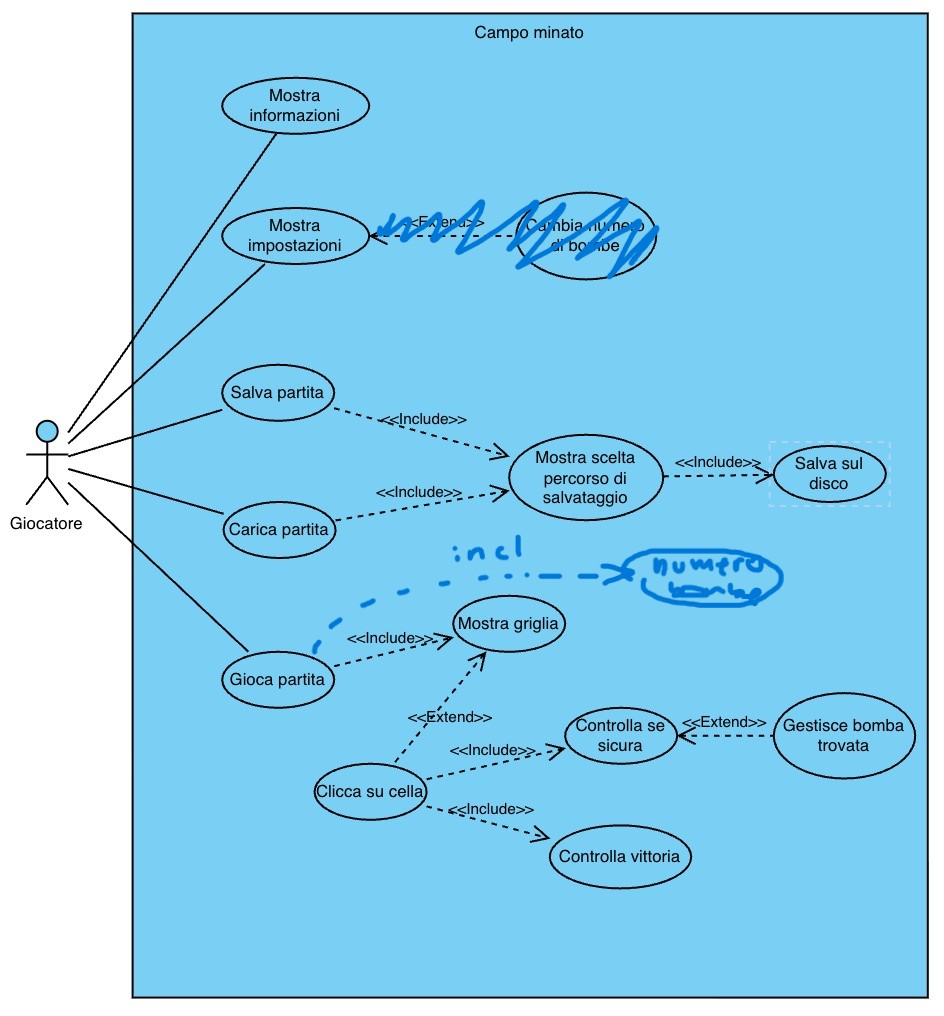 Campo minato
Mostra
informazioni
Mostra
impostazioni
<<Extend>>
Cambia numero
di bombe
Salva partita
<<Include>>
Mostra scelta
percorso di
salvataggio
<<Include>>
Salva sul
disco
<<Include>>
Carica partita
Giocatore
incl
numero
bombe
Mostra griglia
<<Include>>
Gioca partita
<<Extend>>
Controlla se
sicura
<<Extend>>
Gestisce bomba
trovata
<<Include>>
Clicca su cella
<<Include>>
Controlla vittoria